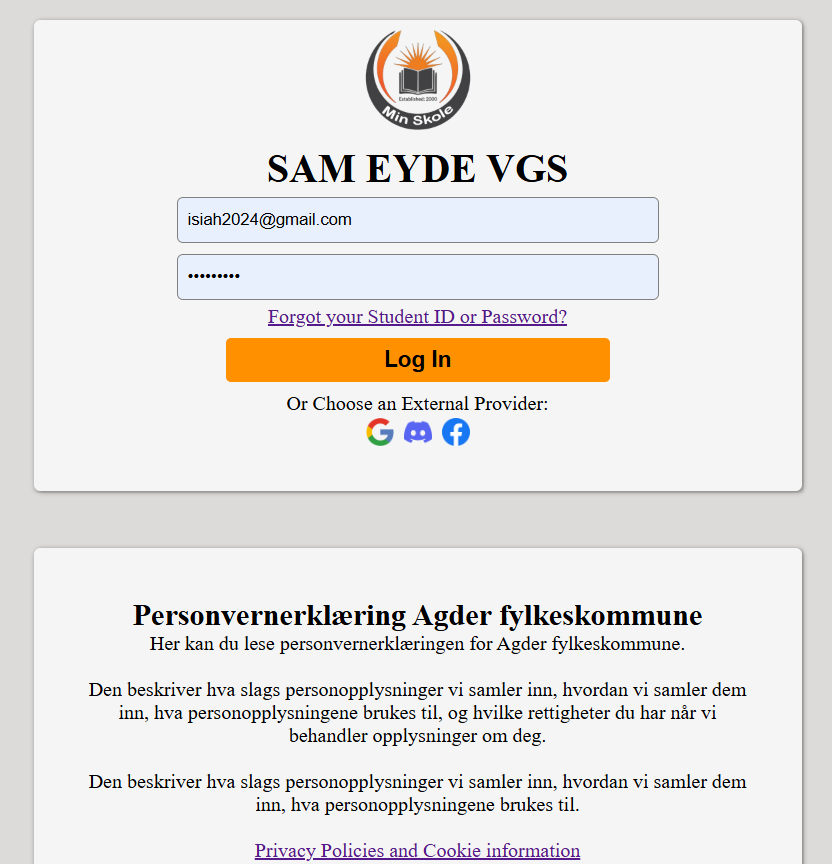 Established: 2000
Min Skole
SAM EYDE VGS
isiah2024@gmail.com
•••••••••
Forgot your Student ID or Password?
Log In
Or Choose an External Provider:
Personvernerklæring Agder fylkeskommune
Her kan du lese personvernerklæringen for Agder fylkeskommune.
Den beskriver hva slags personopplysninger vi samler inn, hvordan vi samler dem
inn, hva personopplysningene brukes til, og hvilke rettigheter du har når vi
behandler opplysninger om deg.
Den beskriver hva slags personopplysninger vi samler inn, hvordan vi samler dem
inn, hva personopplysningene brukes til.
Privacy Policies and Cookie information